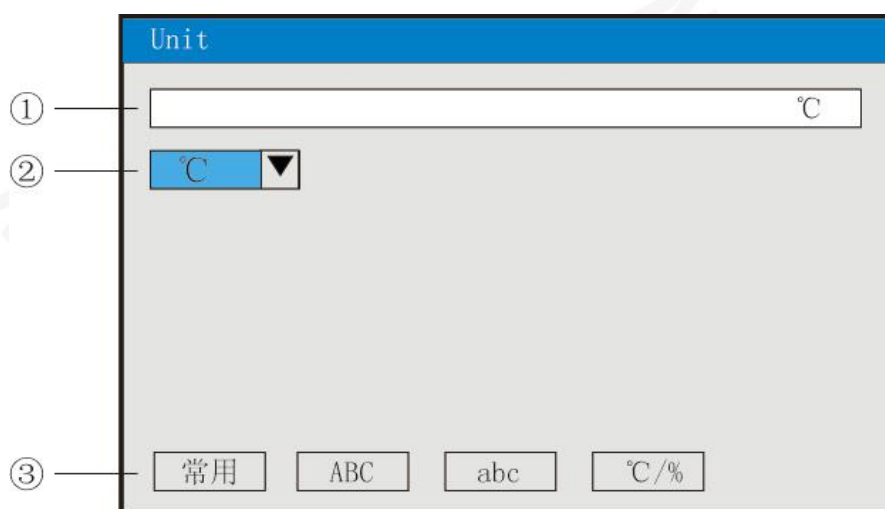 Unit
① ℃
② ℃ ▼
③ 常用 ABC abc ℃/%